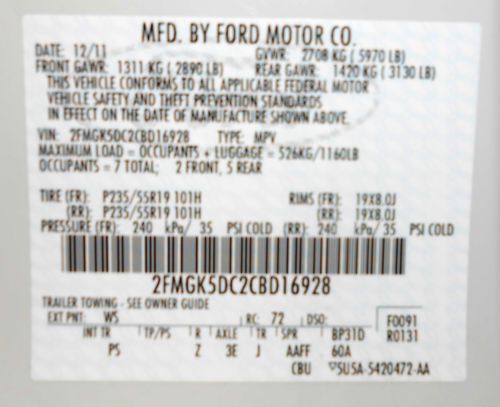 MFD. BY FORD MOTOR CO.
DATE: 12/11 GVWR: 2708 KG ( 5970 LB)
FRONT GAWR: 1311 KG ( 2890 LB) REAR GAWR: 1420 KG ( 3130 LB)
THIS VEHICLE CONFORMS TO ALL APPLICABLE FEDERAL MOTOR
VEHICLE SAFETY AND THEFT PREVENTION STANDARDS
IN EFFECT ON THE DATE OF MANUFACTURE SHOWN ABOVE.
VIN: 2FMGK5DC2CBD16928 TYPE: MPV
MAXIMUM LOAD = OCCUPANTS + LUGGAGE = 526KG/1160LB
OCCUPANTS = 7 TOTAL; 2 FRONT, 5 REAR
TIRE (FR): P235/55R19 101H RIMS (FR): 19X8.0J
(RR): P235/55R19 101H (RR): 19X8.0J
PRESSURE (FR): 240 kPa/ 35 PSI COLD (RR): 240 kPa/ 35 PSI COLD
2FMGK5DC2CBD16928
TRAILER TOWING - SEE OWNER GUIDE
EXT PNT: WS RC: 72 DSO: F0091
INT TR TP/PS R AXLE TR SPR BP31D R0131
PS Z 3E J AAFF 60A
CBU 5U5A-5420472-AA